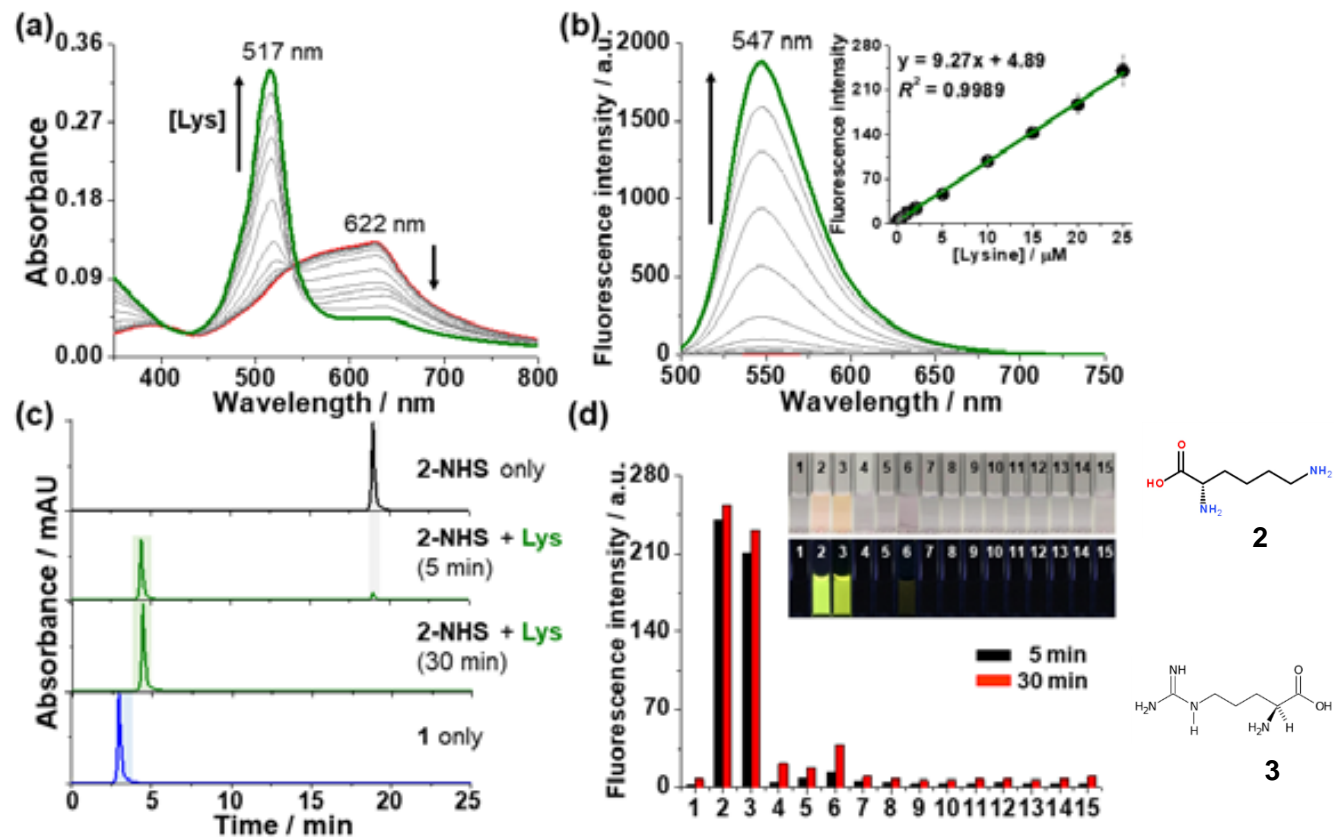 (a)
0.36
0.27
0.18
0.09
0.00
Absorbance
517 nm
[Lys]
622 nm
400 500 600 700 800
Wavelength / nm
(b)
2000
1500
1000
500
0
Fluorescence intensity / a.u.
547 nm
500 550 600 650 700 750
Wavelength / nm
280
210
140
70
0
Fluorescence intensity
y = 9.27x + 4.89
R² = 0.9989
0 5 10 15 20 25
[Lysine] / μM
(c)
Absorbance / mAU
2-NHS only
2-NHS + Lys
(5 min)
2-NHS + Lys
(30 min)
1 only
0 5 10 15 20 25
Time / min
(d)
280
210
140
70
0
Fluorescence intensity / a.u.
1 2 3 4 5 6 7 8 9 10 11 12 13 14 15
1 2 3 4 5 6 7 8 9 10 11 12 13 14 15
5 min
30 min
1 2 3 4 5 6 7 8 9 10 11 12 13 14 15
O
HO
NH₂
NH₂
2
NH
H₂N
N
H
O
OH
H₂N
H
3